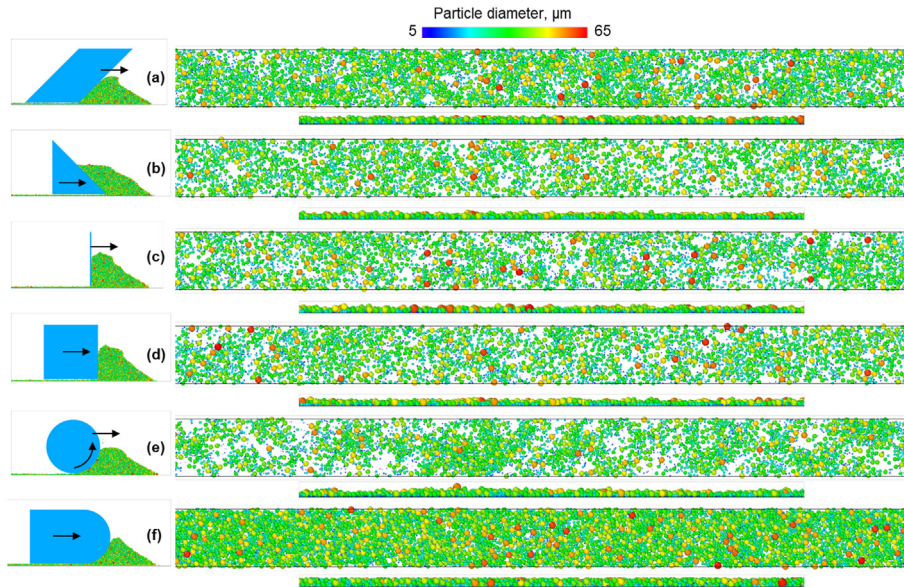 Particle diameter, µm
5 65
(a)
(b)
(c)
(d)
(e)
(f)